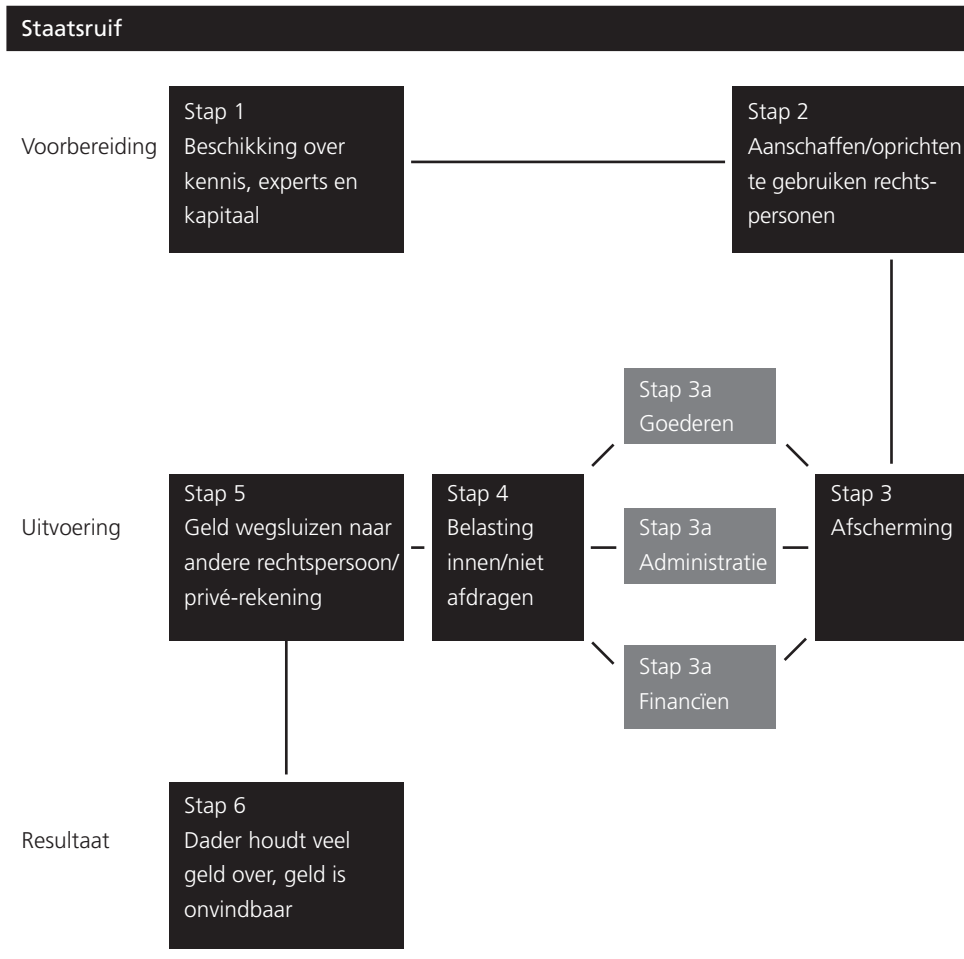 Staatsruif
Voorbereiding
Stap 1
Beschikking over
kennis, experts en
kapitaal
Stap 2
Aanschaffen/oprichten
te gebruiken rechts-
personen
Uitvoering
Stap 5
Geld wegsluizen naar
andere rechtspersoon/
privé-rekening
Stap 4
Belasting
innen/niet
afdragen
Stap 3a
Goederen
Stap 3a
Administratie
Stap 3a
Financïen
Stap 3
Afscherming
Resultaat
Stap 6
Dader houdt veel
geld over, geld is
onvindbaar